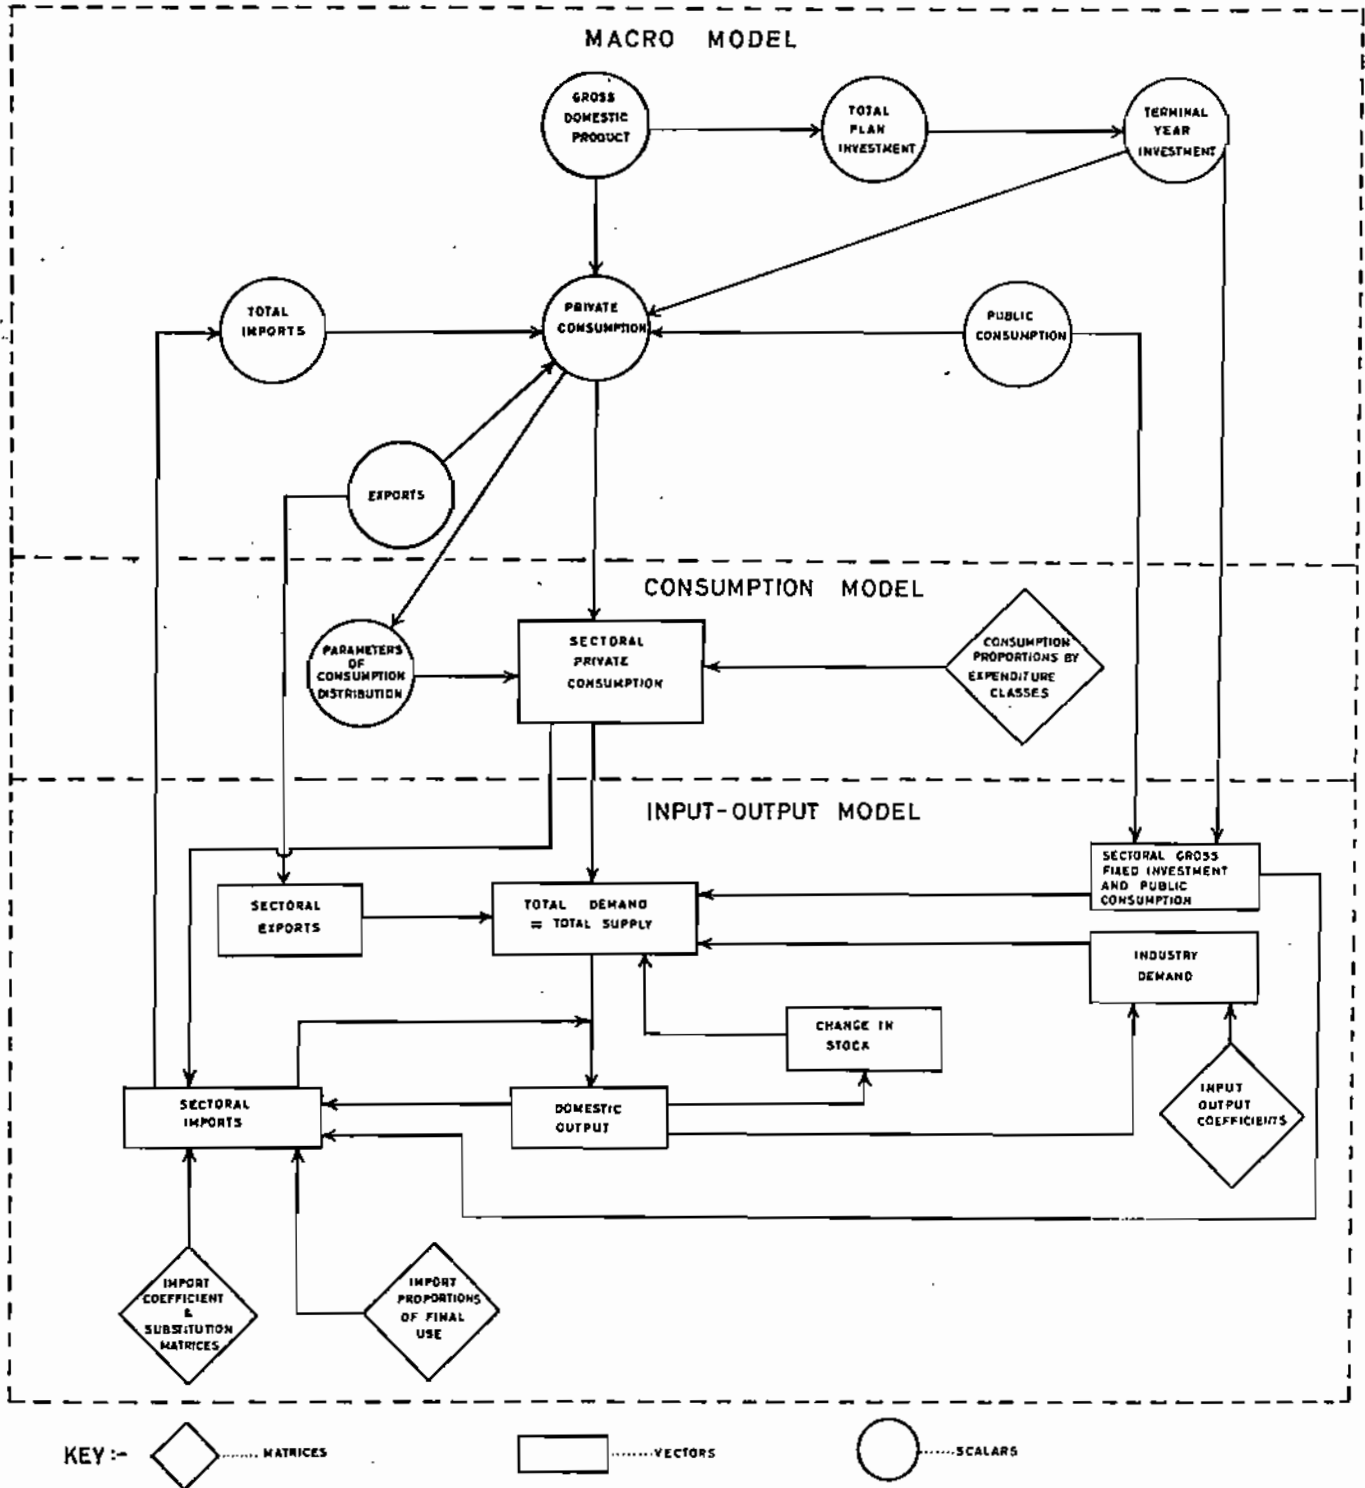 MACRO MODEL
GROSS
DOMESTIC
PRODUCT
TOTAL
PLAN
INVESTMENT
TERMINAL
YEAR
INVESTMENT
TOTAL
IMPORTS
PRIVATE
CONSUMPTION
PUBLIC
CONSUMPTION
EXPORTS
CONSUMPTION MODEL
PARAMETERS
OF
CONSUMPTION
DISTRIBUTION
SECTORAL
PRIVATE
CONSUMPTION
CONSUMPTION
PROPORTIONS BY
EXPENDITURE
CLASSES
INPUT-OUTPUT MODEL
SECTORAL GROSS
FIXED INVESTMENT
AND PUBLIC
CONSUMPTION
SECTORAL
EXPORTS
TOTAL DEMAND
= TOTAL SUPPLY
INDUSTRY
DEMAND
CHANGE IN
STOCK
SECTORAL
IMPORTS
DOMESTIC
OUTPUT
INPUT
OUTPUT
COEFFICIENTS
IMPORT
COEFFICIENT
&
SUBSTITUTION
MATRICES
IMPORT
PROPORTIONS
OF FINAL
USE
KEY :- ....... MATRICES ....... VECTORS ...... SCALARS